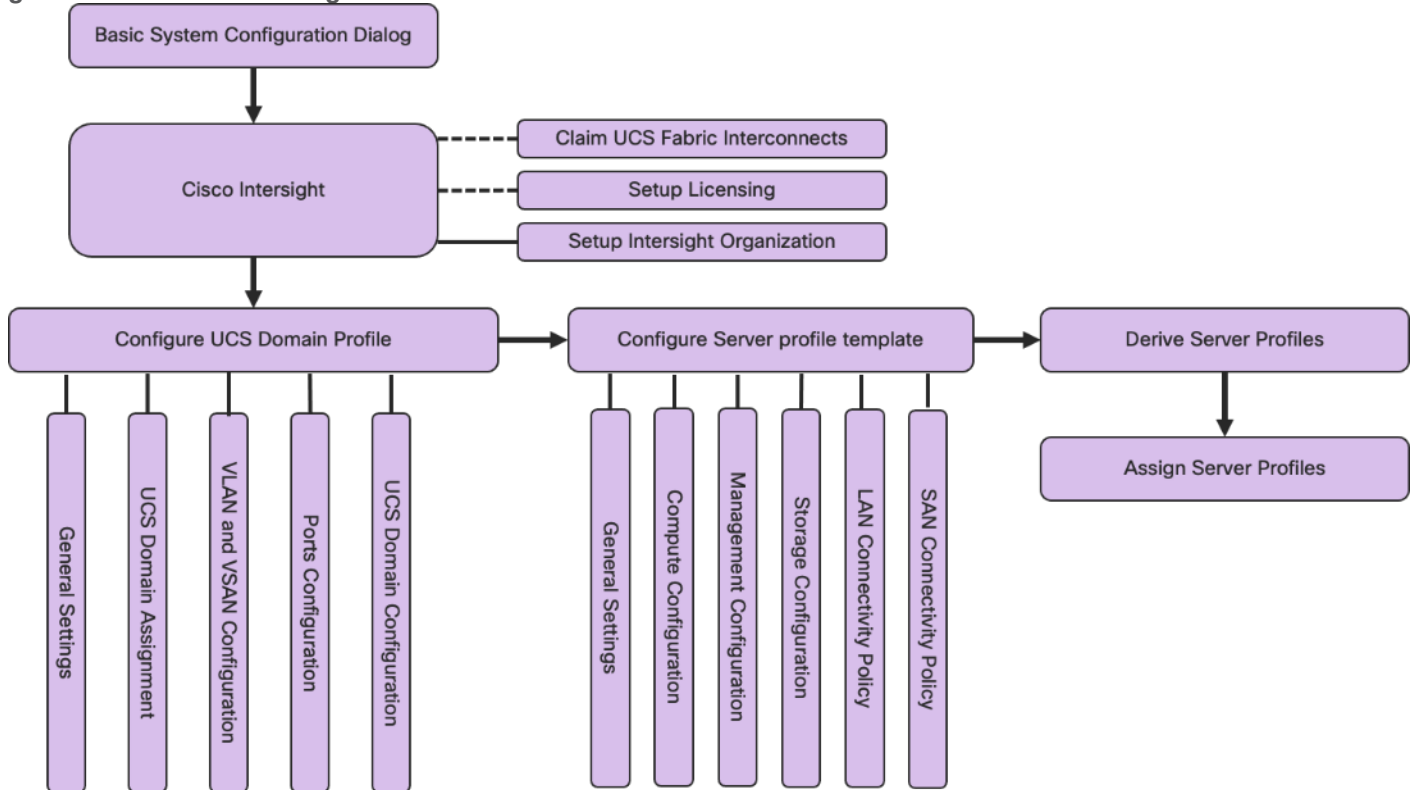 Basic System Configuration Dialog
Cisco Intersight
Claim UCS Fabric Interconnects
Setup Licensing
Setup Intersight Organization
Configure UCS Domain Profile
Configure Server profile template
Derive Server Profiles
Assign Server Profiles
General Settings
UCS Domain Assignment
VLAN and VSAN Configuration
Ports Configuration
UCS Domain Configuration
General Settings
Compute Configuration
Management Configuration
Storage Configuration
LAN Connectivity Policy
SAN Connectivity Policy